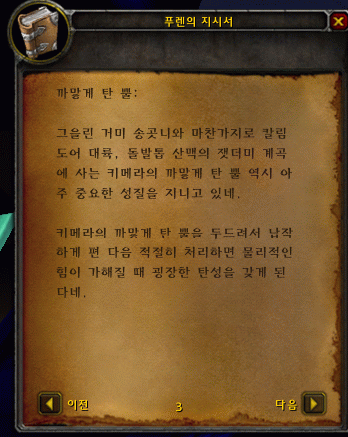 푸렌의 지시서
까맣게 탄 뿔:
그을린 거미 송곳니와 마찬가지로 칼림
도어 대륙, 돌발톱 산맥의 잿더미 계곡
에 사는 키메라의 까맣게 탄 뿔 역시 아
주 중요한 성질을 지니고 있네.
키메라의 까맣게 탄 뿔을 두드려서 납작
하게 편 다음 적절히 처리하면 물리적인
힘이 가해질 때 굉장한 탄성을 갖게 된
다네.
이전
3
다음